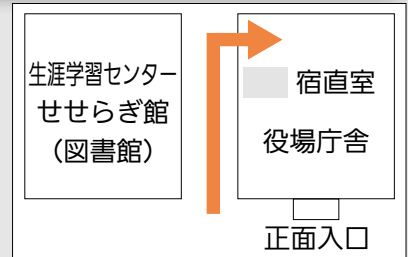 生涯学習センター
せせらぎ館
（図書館）
宿直室
役場庁舎
正面入口